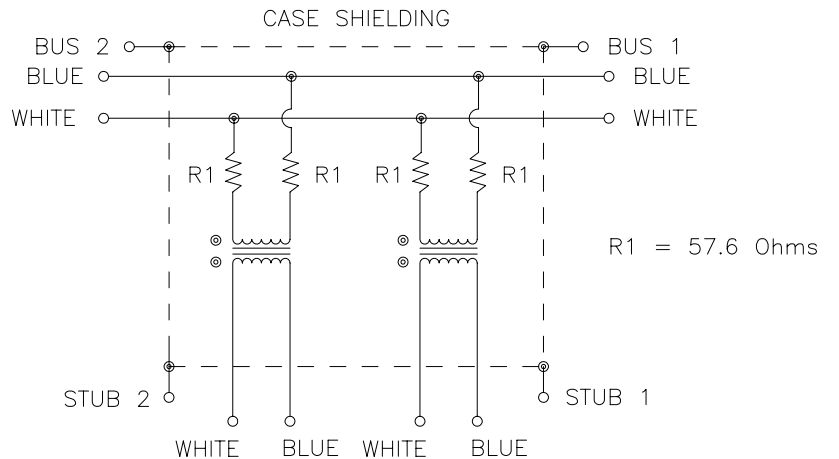 CASE SHIELDING
BUS 2
BUS 1
BLUE
BLUE
WHITE
WHITE
R1
R1
R1
R1
R1 = 57.6 Ohms
STUB 2
STUB 1
WHITE
BLUE
WHITE
BLUE